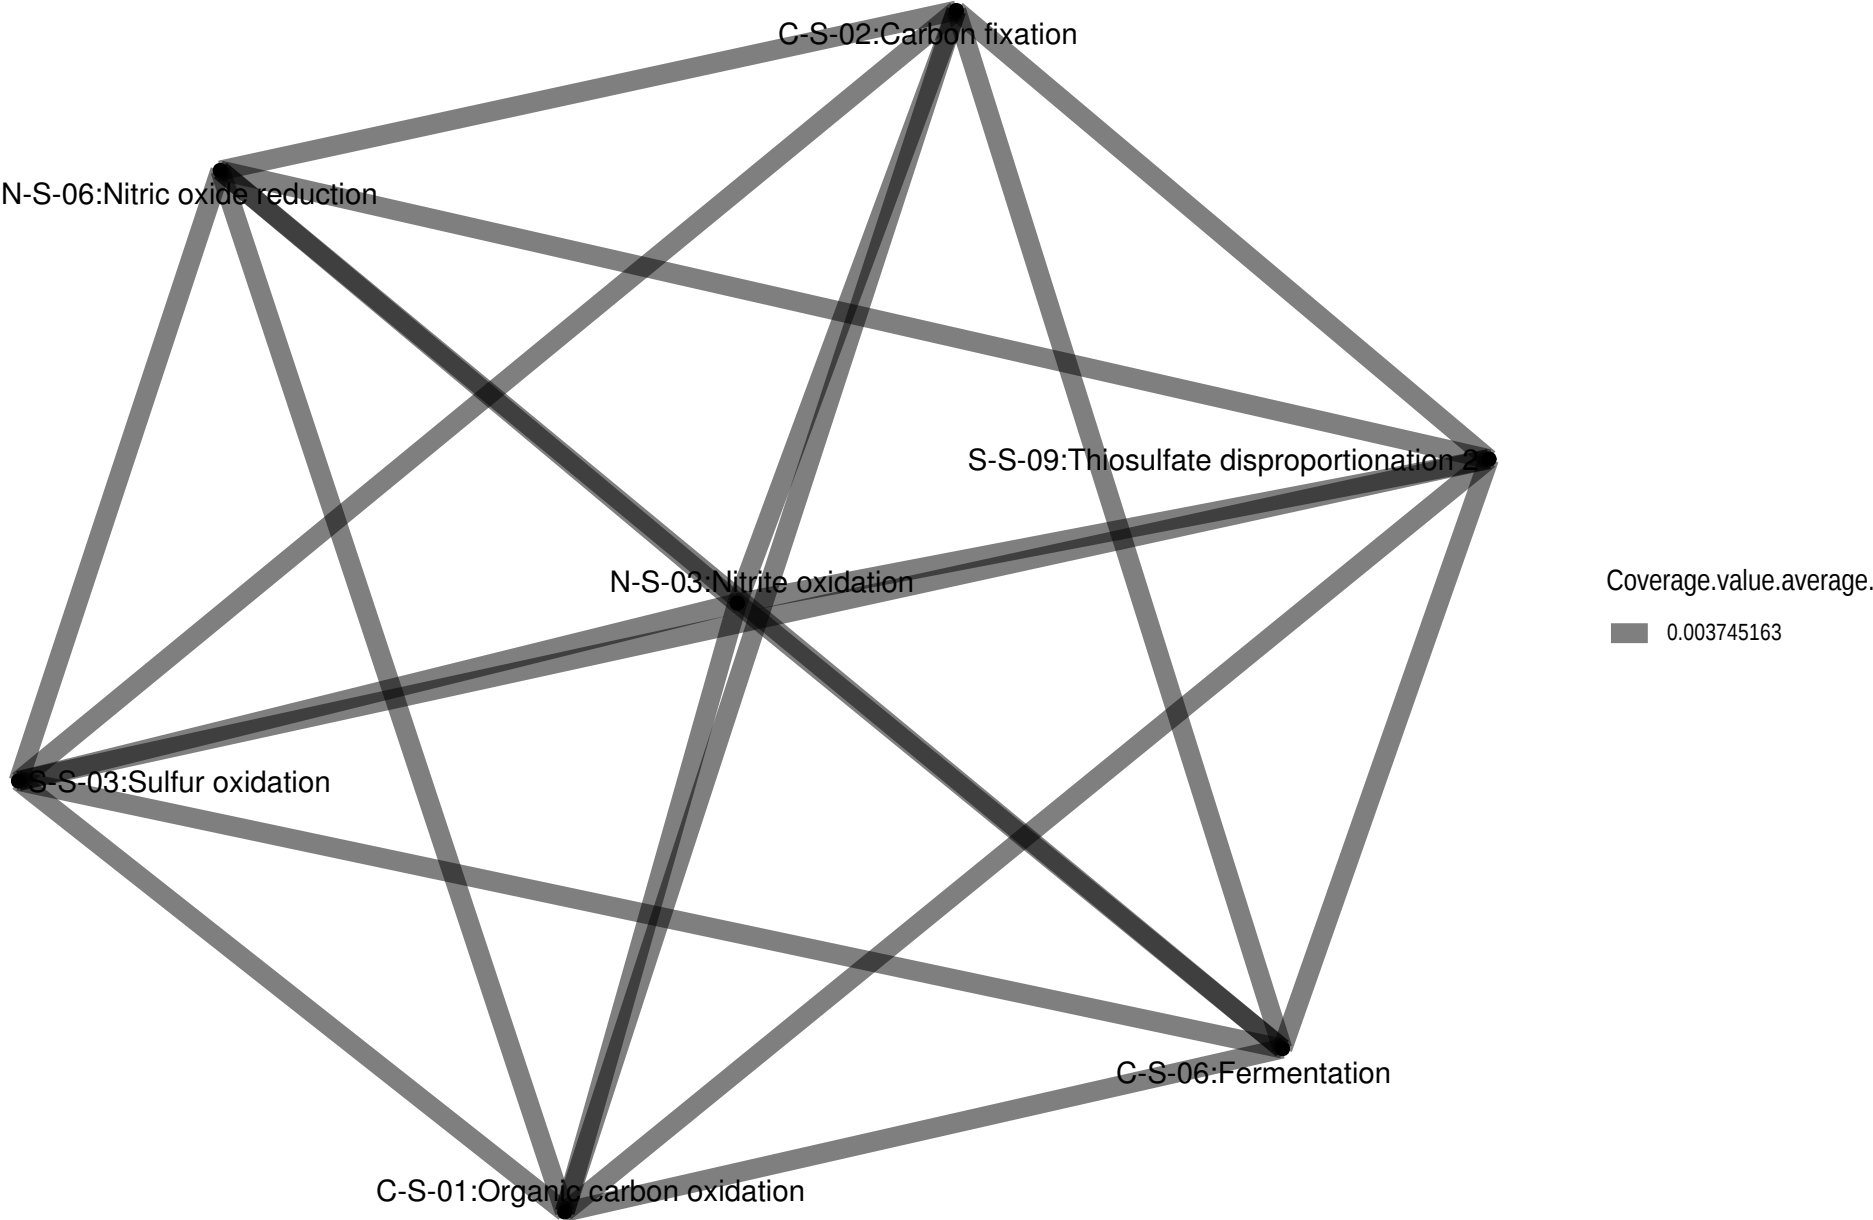 C-S-02:Carbon fixation
N-S-06:Nitric oxide reduction
S-S-09:Thiosulfate disproportionation 2
N-S-03:Nitrite oxidation
Coverage.value.average.
0.003745163
S-S-03:Sulfur oxidation
C-S-06:Fermentation
C-S-01:Organic carbon oxidation